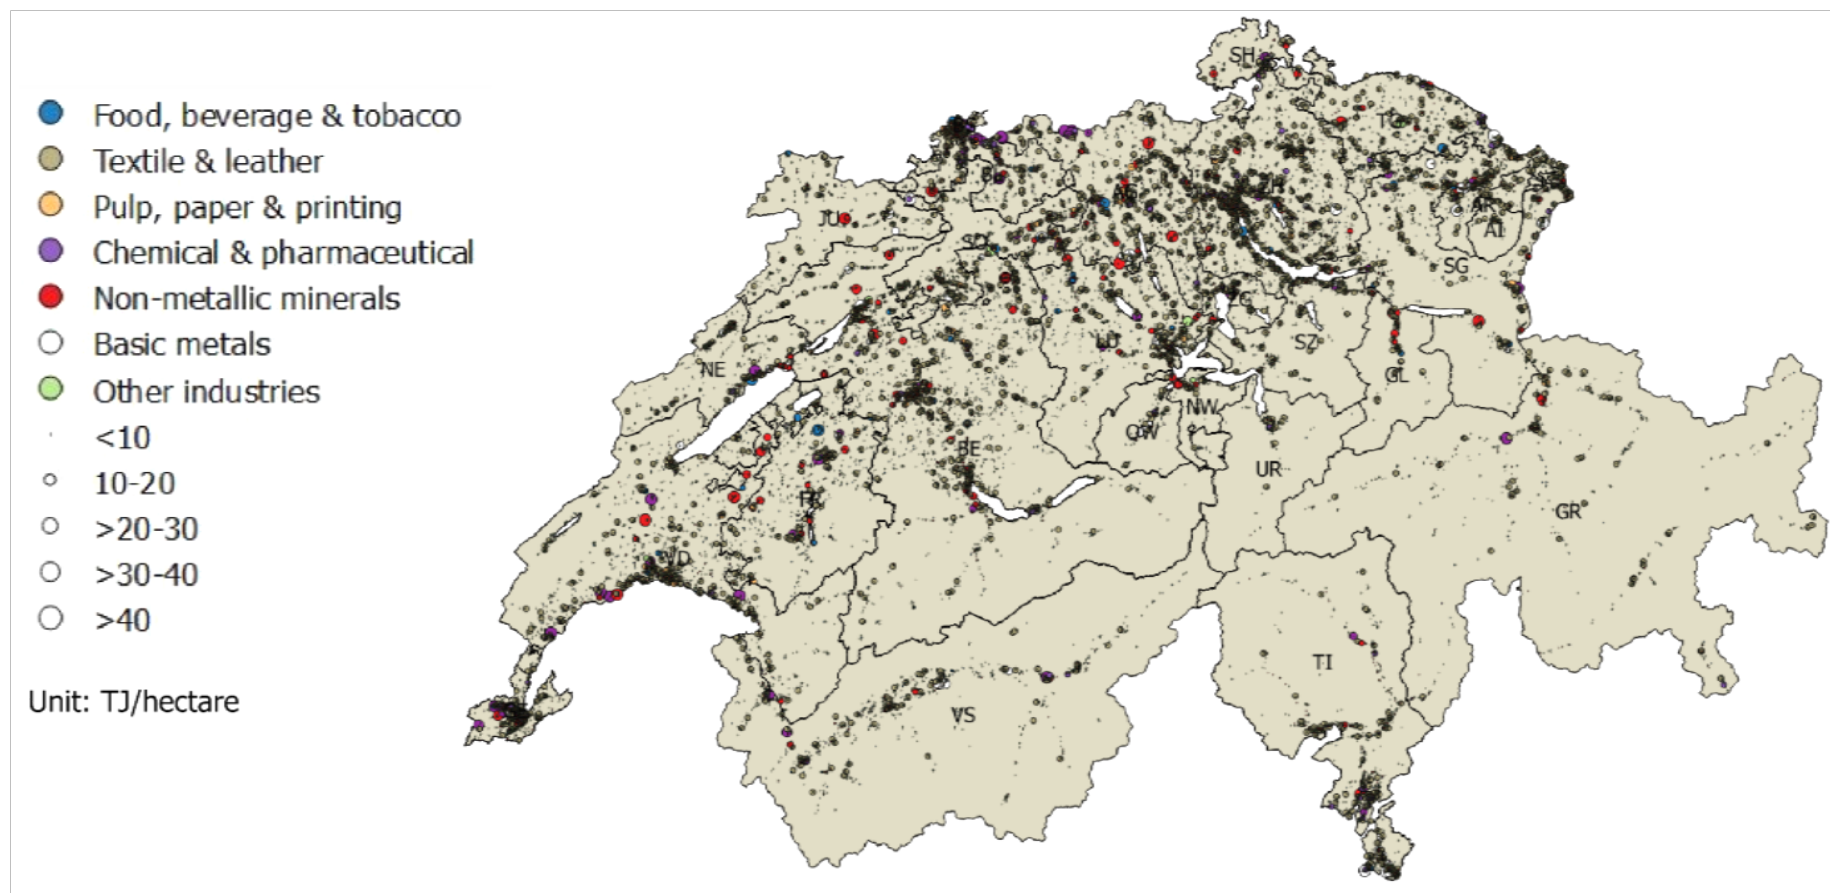 Food, beverage & tobacco
Textile & leather
Pulp, paper & printing
Chemical & pharmaceutical
Non-metallic minerals
Basic metals
Other industries
<10
10-20
>20-30
>30-40
>40
Unit: TJ/hectare
SH
TG
ZH
JU
AR
AI
SG
LU
SZ
NE
GL
NW
OW
BE
UR
FR
GR
VD
TI
VS